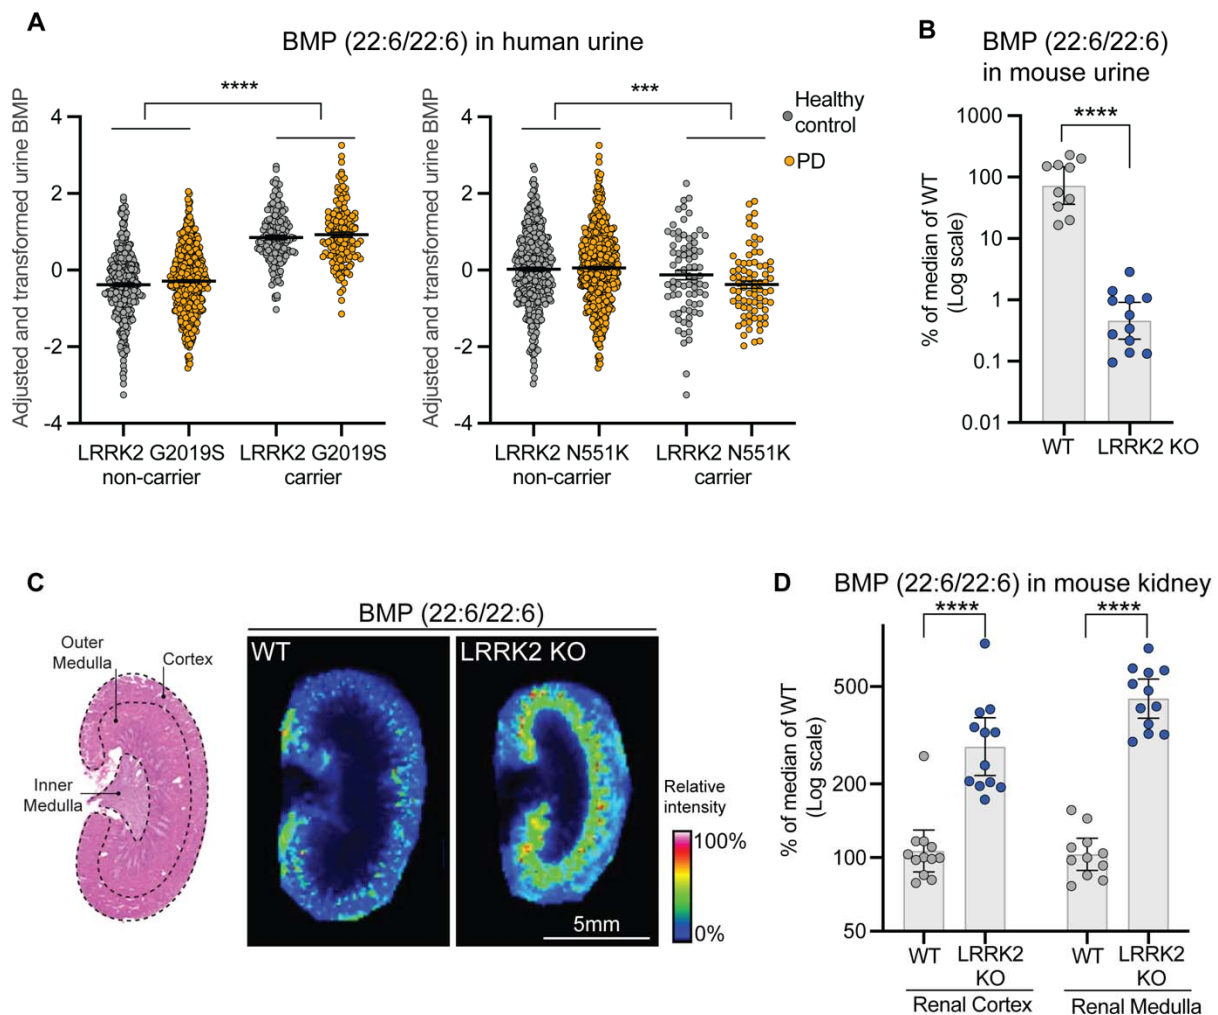 A
BMP (22:6/22:6) in human urine
Adjusted and transformed urine BMP
4
2
0
-2
-4
****
LRRK2 G2019S
non-carrier
LRRK2 G2019S
carrier
Adjusted and transformed urine BMP
4
2
0
-2
-4
***
LRRK2 N551K
non-carrier
LRRK2 N551K
carrier
Healthy
control
PD
B
BMP (22:6/22:6)
in mouse urine
% of median of WT
(Log scale)
1000
100
10
1
0.1
0.01
****
WT
LRRK2 KO
C
Outer
Medulla
Cortex
Inner
Medulla
BMP (22:6/22:6)
WT
LRRK2 KO
5mm
Relative
intensity
100%
0%
D
BMP (22:6/22:6) in mouse kidney
% of median of WT
(Log scale)
500
200
100
50
****
****
WT
LRRK2
KO
Renal Cortex
WT
LRRK2
KO
Renal Medulla